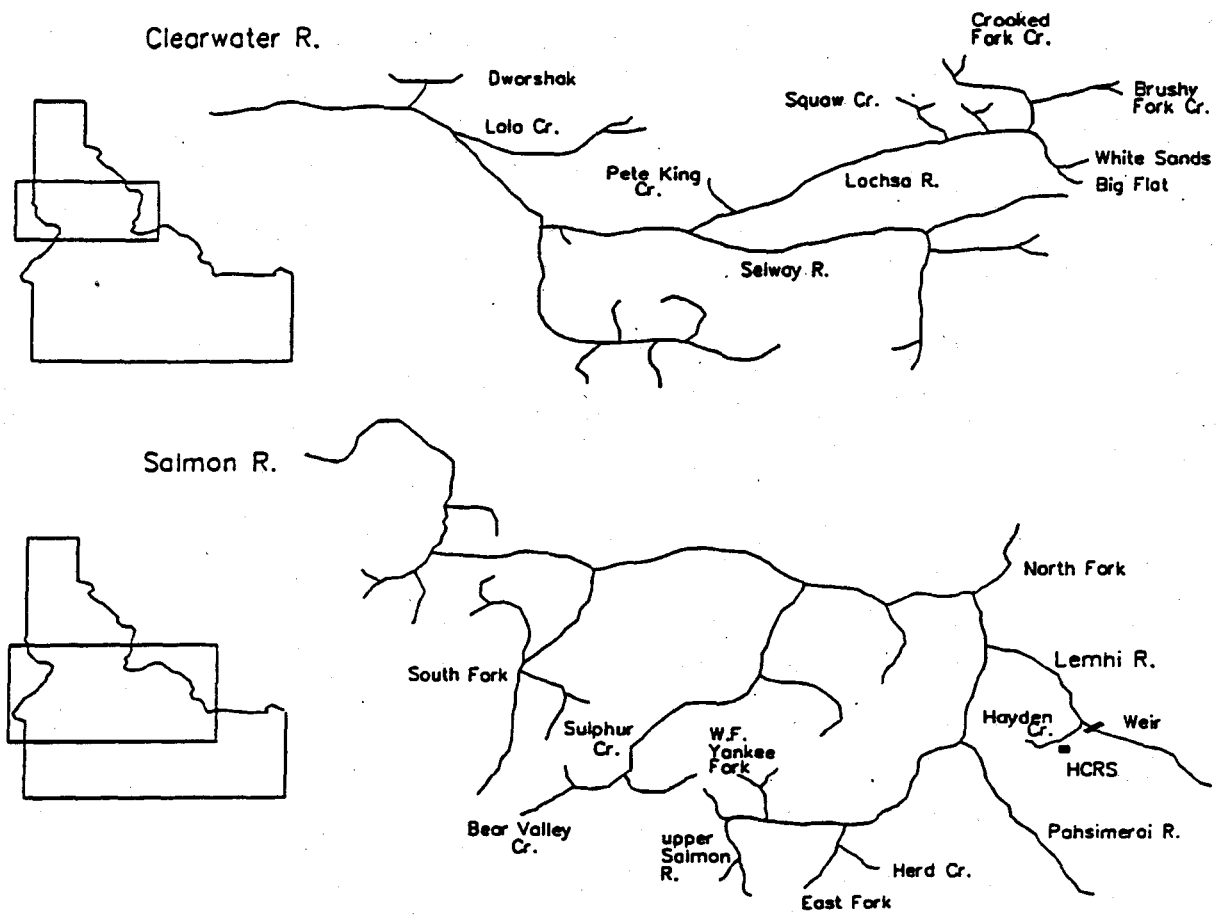 Clearwater R.
Dworshak
Lolo Cr.
Crooked
Fork Cr.
Squaw Cr.
Brushy
Fork Cr.
Pete King
Cr.
Lochsa R.
White Sands
Big Flat
Selway R.
Salmon R.
North Fork
South Fork
Lemhi R.
Sulphur
Cr.
W.F.
Yankee
Fork
Hayden
Cr.
Weir
HCRS
Bear Valley
Cr.
upper
Salmon
R.
Pahsimeroi R.
Herd Cr.
East Fork